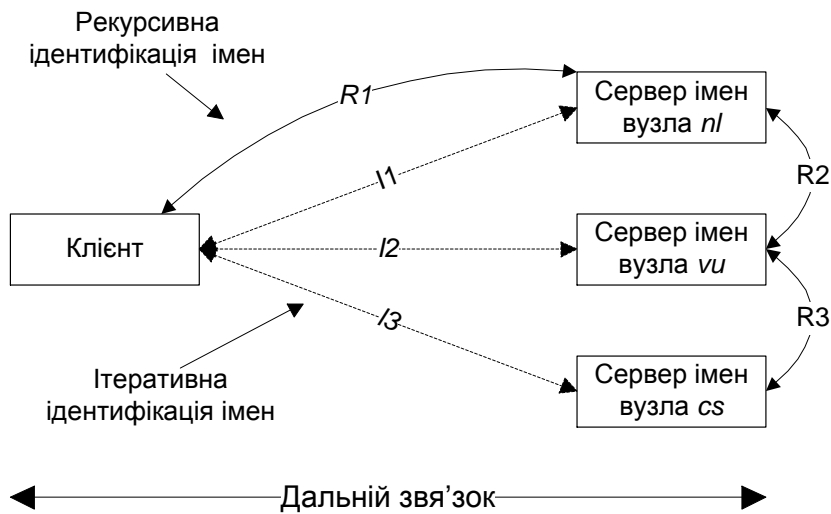 Рекурсивна
ідентифікація імен
R1
Сервер імен
вузла nl
I1
R2
Клієнт
I2
Сервер імен
вузла vu
I3
R3
Ітеративна
ідентифікація імен
Сервер імен
вузла cs
Дальній звя’зок